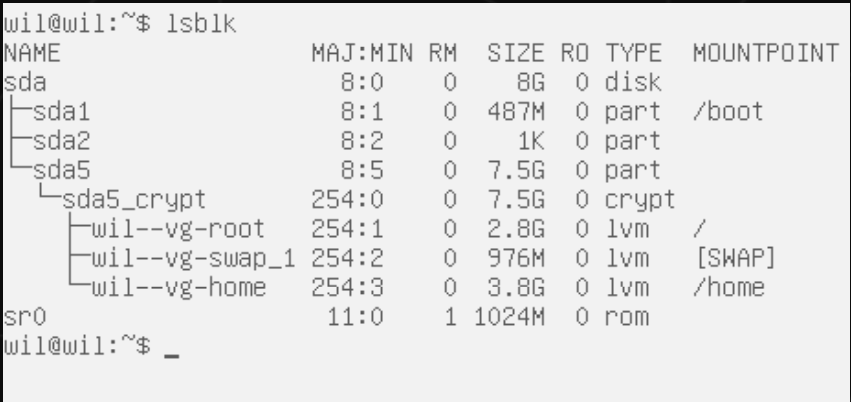 wil@wil:~$ lsblk
NAME                  MAJ:MIN RM  SIZE RO TYPE  MOUNTPOINT
sda                     8:0    0    8G  0 disk
├─sda1                  8:1    0  487M  0 part  /boot
├─sda2                  8:2    0    1K  0 part
└─sda5                  8:5    0  7.5G  0 part
  └─sda5_crypt        254:0    0  7.5G  0 crypt
    ├─wil--vg-root    254:1    0  2.8G  0 lvm   /
    ├─wil--vg-swap_1  254:2    0  976M  0 lvm   [SWAP]
    └─wil--vg-home    254:3    0  3.8G  0 lvm   /home
sr0                    11:0    1 1024M  0 rom
wil@wil:~$ _